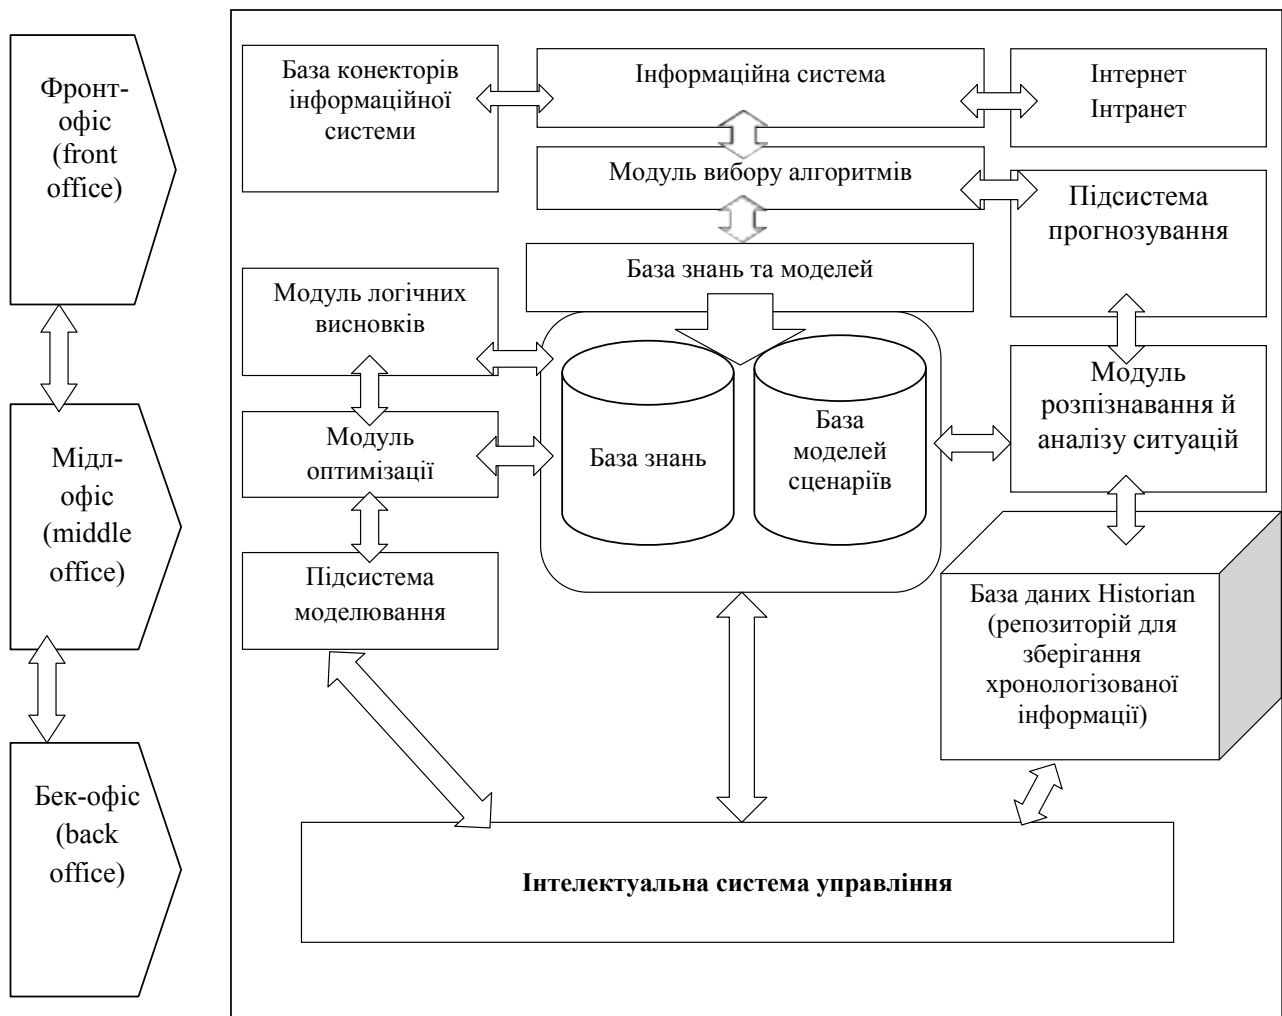 Фронт-
офіс
(front
office)
Мідл-
офіс
(middle
office)
Бек-офіс
(back
office)
База конекторів
інформаційної
системи
Інформаційна система
Інтернет
Інтранет
Модуль вибору алгоритмів
Підсистема
прогнозування
База знань та моделей
Модуль логічних
висновків
Модуль
оптимізації
Підсистема
моделювання
База знань
База
моделей
сценаріїв
Модуль
розпізнавання й
аналізу ситуацій
База даних Historian
(репозиторій для
зберігання
хронологізованої
інформації)
Інтелектуальна система управління